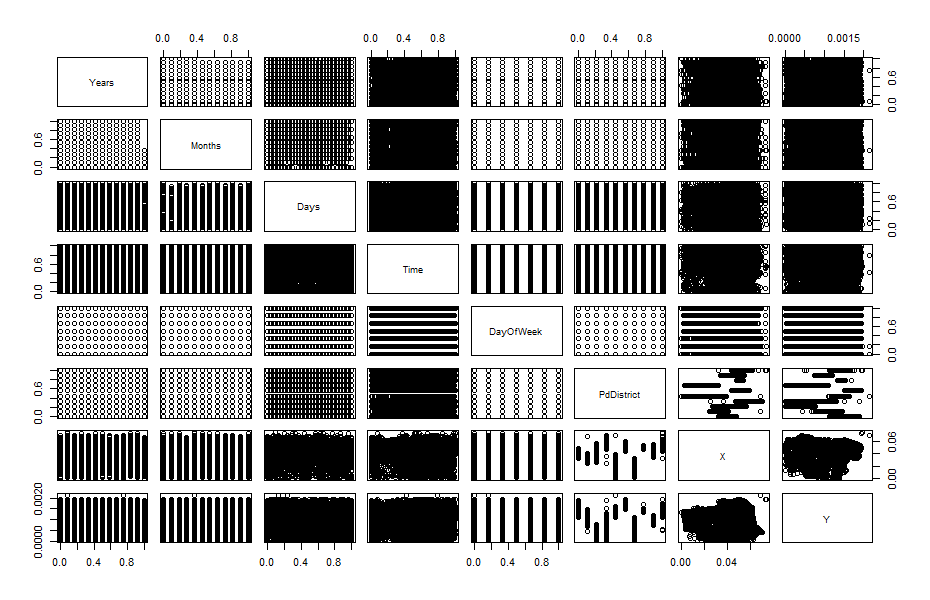 0.0 0.4 0.8 0.0 0.4 0.8 0.0 0.4 0.8 0.0000 0.0015
Years 0.0 0.6
0.0 0.6 Months
Days 0.0 0.6
0.0 0.6 Time
DayOfWeek 0.0 0.6
0.0 0.6 PdDistrict
X 0.00 0.06
0.0000 0.0020 Y
0.0 0.4 0.8 0.0 0.4 0.8 0.0 0.4 0.8 0.00 0.04